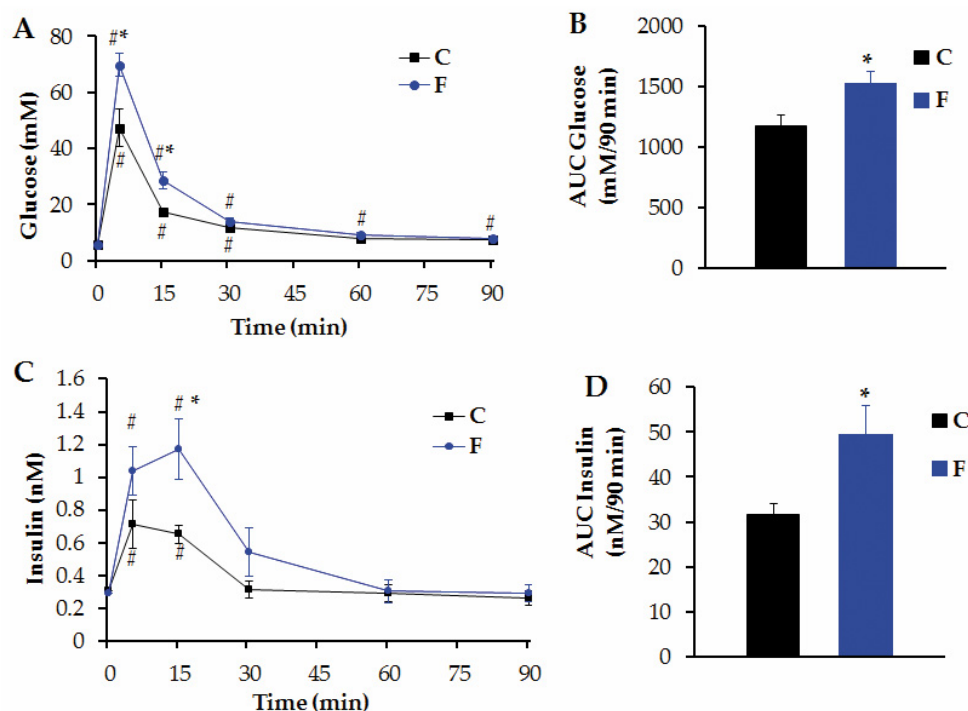 A
Glucose (mM)
80
60
40
20
0
#*
#
#*
#
#
#
#
#
C
F
0 15 30 45 60 75 90
Time (min)
B
AUC Glucose
(mM/90 min)
2000
1500
1000
500
0
*
C
F
C
Insulin (nM)
1.6
1.4
1.2
1
0.8
0.6
0.4
0.2
0
#
# *
#
#
C
F
0 15 30 45 60 75 90
Time (min)
D
AUC Insulin
(nM/90 min)
60
50
40
30
20
10
0
*
C
F